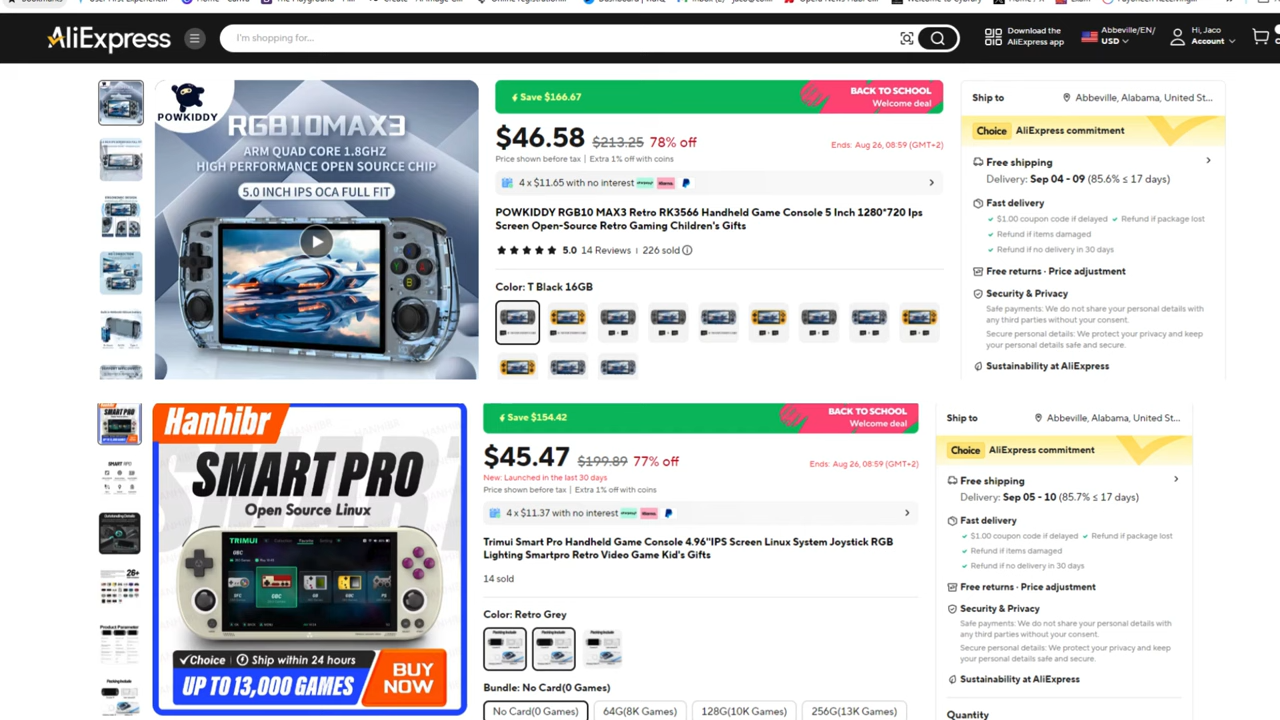 AliExpress
I'm shopping for...
Download the
AliExpress app
Abbeville/EN/
USD
Hi, Jaco
Account
POWKIDDY
RGB10MAX3
ARM QUAD CORE 1.8GHZ
HIGH PERFORMANCE OPEN SOURCE CHIP
5.0 INCH IPS OCA FULL FIT
Save $166.67
BACK TO SCHOOL
Welcome deal
$46.58 $213.25 78% off
Ends: Aug 26, 08:59 (GMT+2)
Price shown before tax | Extra 1% off with coins
4 x $11.65 with no interest
POWKIDDY RGB10 MAX3 Retro RK3566 Handheld Game Console 5 Inch 1280*720 Ips
Screen Open-Source Retro Gaming Children's Gifts
5.0 14 Reviews | 226 sold
Color: T Black 16GB
Ship to
Abbeville, Alabama, United St...
Choice AliExpress commitment
Free shipping
Delivery: Sep 04 - 09 (85.6% ≤ 17 days)
Fast delivery
$1.00 coupon code if delayed Refund if package lost
Refund if items damaged
Refund if no delivery in 30 days
Free returns · Price adjustment
Security & Privacy
Safe payments: We do not share your personal details with
any third parties without your consent.
Secure personal details: We protect your privacy and keep
your personal details safe and secure.
Sustainability at AliExpress
Hanhibr
SMART PRO
Open Source Linux
TRIMUI
Choice | Ship within 24 hours
UP TO 13,000 GAMES
BUY
NOW
Save $154.42
BACK TO SCHOOL
Welcome deal
$45.47 $199.89 77% off
Ends: Aug 26, 08:59 (GMT+2)
New: Launched in the last 30 days
Price shown before tax | Extra 1% off with coins
4 x $11.37 with no interest
Trimui Smart Pro Handheld Game Console 4.96"IPS Screen Linux System Joystick RGB
Lighting Smartpro Retro Video Game Kid's Gifts
14 sold
Color: Retro Grey
Bundle: No Card(0 Games)
No Card(0 Games) 64G(8K Games) 128G(10K Games) 256G(13K Games)
Ship to
Abbeville, Alabama, United St...
Choice AliExpress commitment
Free shipping
Delivery: Sep 05 - 10 (85.7% ≤ 17 days)
Fast delivery
$1.00 coupon code if delayed Refund if package lost
Refund if items damaged
Refund if no delivery in 30 days
Free returns · Price adjustment
Security & Privacy
Safe payments: We do not share your personal details with
any third parties without your consent.
Secure personal details: We protect your privacy and keep
your personal details safe and secure.
Sustainability at AliExpress
Quantity